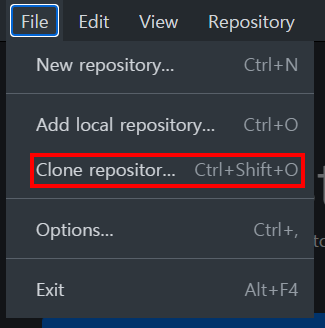 File Edit View Repository
New repository... Ctrl+N
Add local repository... Ctrl+O
Clone repositor... Ctrl+Shift+O
Options... Ctrl+,
Exit Alt+F4